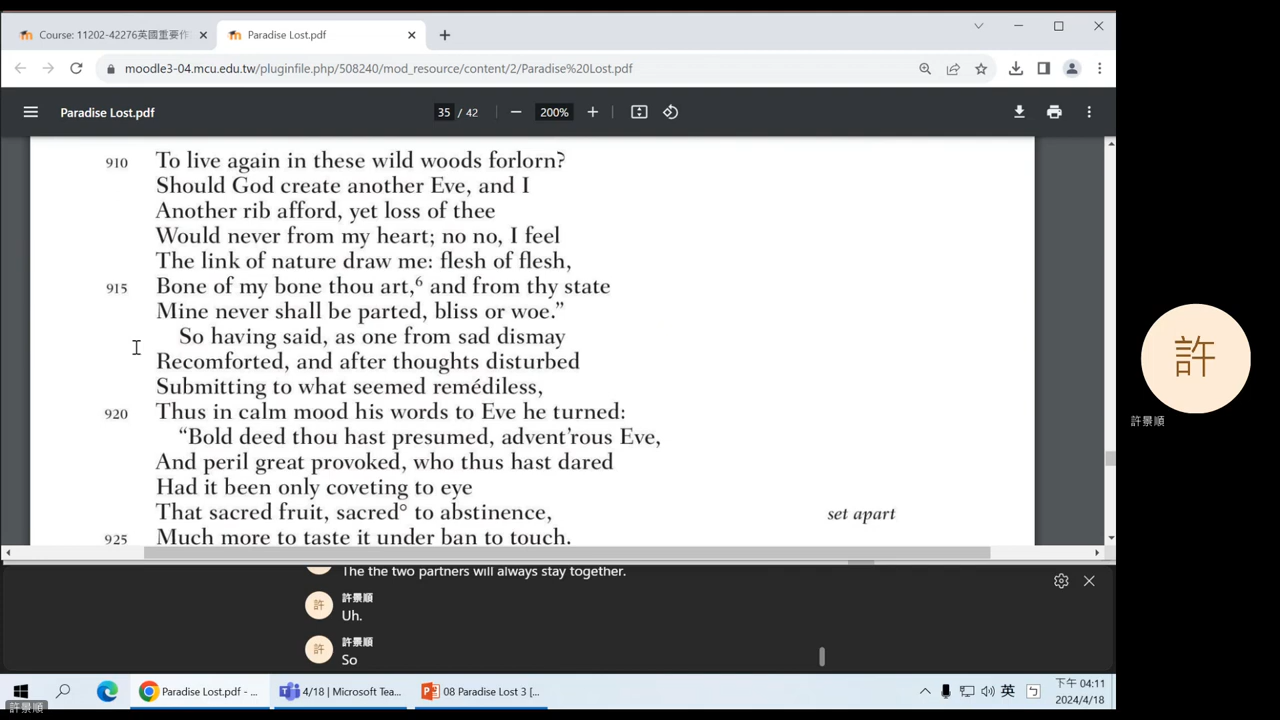 Course: 11202-42276英國重要作
Paradise Lost.pdf
moodle3-04.mcu.edu.tw/pluginfile.php/508240/mod_resource/content/2/Paradise%20Lost.pdf
Paradise Lost.pdf
35 / 42
200%
910 To live again in these wild woods forlorn?
Should God create another Eve, and I
Another rib afford, yet loss of thee
Would never from my heart; no no, I feel
The link of nature draw me: flesh of flesh,
915 Bone of my bone thou art,⁶ and from thy state
Mine never shall be parted, bliss or woe.”
So having said, as one from sad dismay
Recomforted, and after thoughts disturbed
Submitting to what seemed remédiless,
920 Thus in calm mood his words to Eve he turned:
“Bold deed thou hast presumed, advent’rous Eve,
And peril great provoked, who thus hast dared
Had it been only coveting to eye
That sacred fruit, sacred° to abstinence, set apart
925 Much more to taste it under ban to touch.
The the two partners will always stay together.
許 許景順
Uh.
許 許景順
So
許
許景順
Paradise Lost.pdf - ...
4/18 | Microsoft Tea...
08 Paradise Lost 3 [...
英
ㄅ
下午 04:11
2024/4/18
許景順